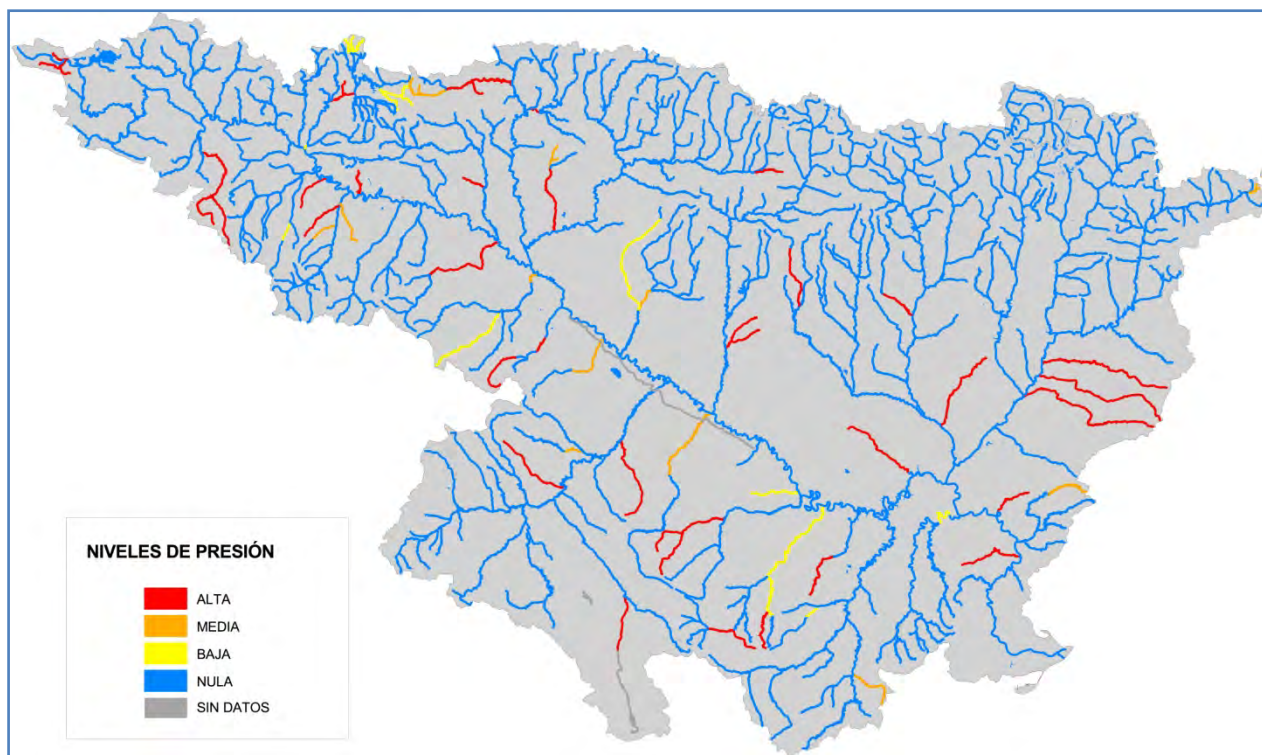 NIVELES DE PRESIÓN
ALTA
MEDIA
BAJA
NULA
SIN DATOS